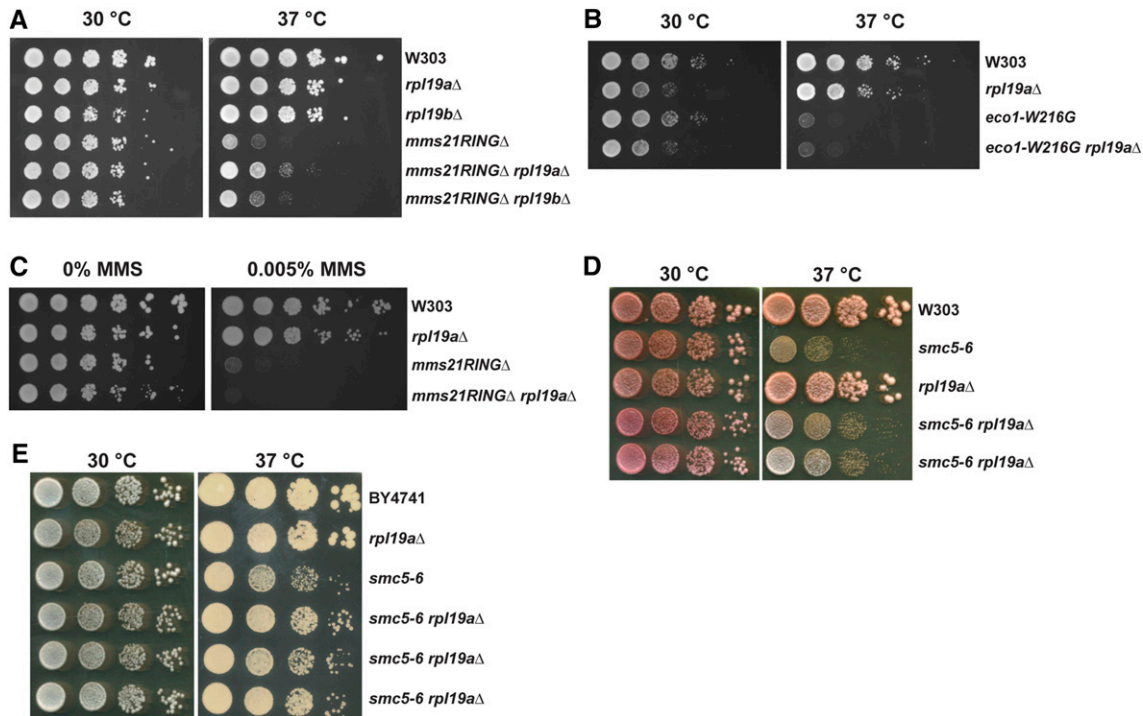 A
30 °C 37 °C
W303
rpl19aΔ
rpl19bΔ
mms21RINGΔ
mms21RINGΔ rpl19aΔ
mms21RINGΔ rpl19bΔ
B
30 °C 37 °C
W303
rpl19aΔ
eco1-W216G
eco1-W216G rpl19aΔ
C
0% MMS 0.005% MMS
W303
rpl19aΔ
mms21RINGΔ
mms21RINGΔ rpl19aΔ
D
30 °C 37 °C
W303
smc5-6
rpl19aΔ
smc5-6 rpl19aΔ
smc5-6 rpl19aΔ
E
30 °C 37 °C
BY4741
rpl19aΔ
smc5-6
smc5-6 rpl19aΔ
smc5-6 rpl19aΔ
smc5-6 rpl19aΔ